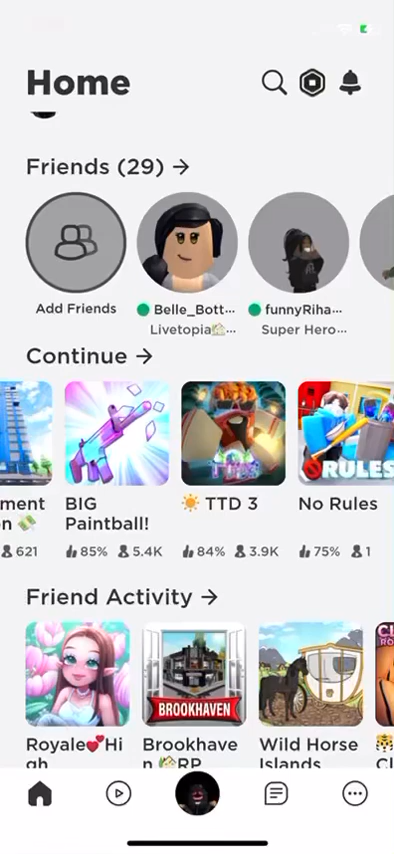 Home
Friends (29) →
Add Friends
Belle_Bott...
Livetopia🏡...
funnyRiha...
Super Hero...
Continue →
ment
n 💸
621
BIG
Paintball!
85% 5.4K
☀️ TTD 3
84% 3.9K
RULES
No Rules
75% 1
Friend Activity →
BROOKHAVEN
Royale💕Hi
gh
Brookhave
n 🏡RP
Wild Horse
Islands
🐯
Cl